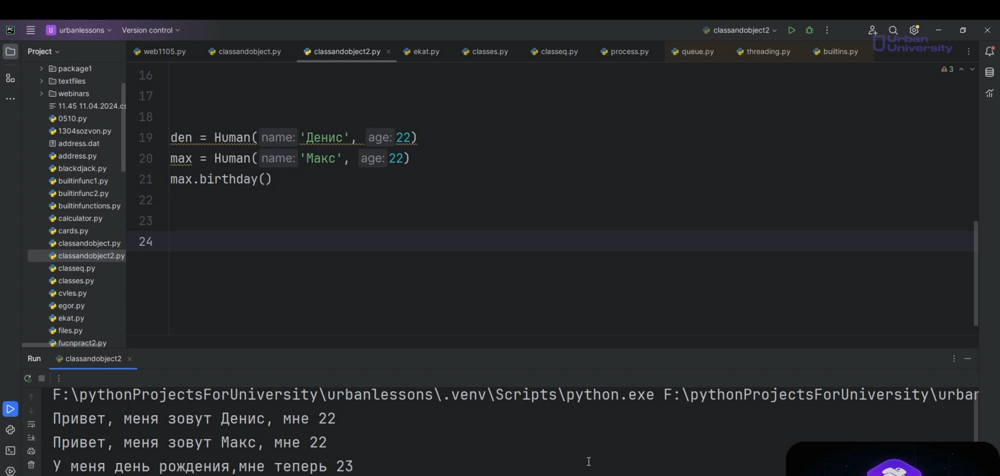 PC
U urbanlessons
Version control
classandobject2
Urban
University
Project
web1105.py
classandobject.py
classandobject2.py
ekat.py
classes.py
classeq.py
process.py
queue.py
threading.py
builtins.py
package1
textfiles
webinars
11.45 11.04.2024.cs
0510.py
1304sozvon.py
address.dat
address.py
blackdjack.py
builtinfunc1.py
builtinfunc2.py
builtinfunctions.py
calculator.py
cards.py
classandobject.py
classandobject2.py
classeq.py
classes.py
cvles.py
egor.py
ekat.py
files.py
fucnpract2.py
3
16
17
18
19 den = Human( name: 'Денис', age: 22)
20 max = Human( name: 'Макс', age: 22)
21 max.birthday()
22
23
24
Run
classandobject2
F:\pythonProjectsForUniversity\urbanlessons\.venv\Scripts\python.exe F:\pythonProjectsForUniversity\urban
Привет, меня зовут Денис, мне 22
Привет, меня зовут Макс, мне 22
У меня день рождения,мне теперь 23